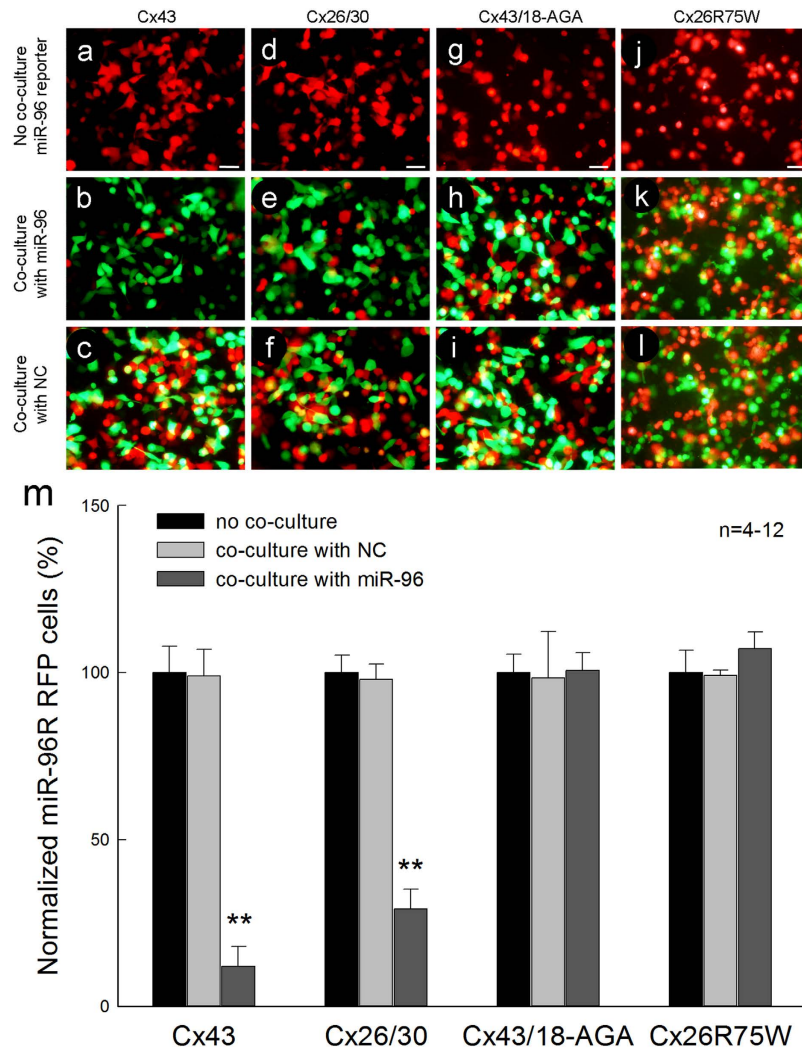 Cx43 Cx26/30 Cx43/18-AGA Cx26R75W
No co-culture
miR-96 reporter
a d g j
Co-culture
with miR-96
b e h k
Co-culture
with NC
c f i l
m
Normalized miR-96R RFP cells (%)
150
100
50
0
no co-culture
co-culture with NC
co-culture with miR-96
n=4-12
**
**
Cx43 Cx26/30 Cx43/18-AGA Cx26R75W